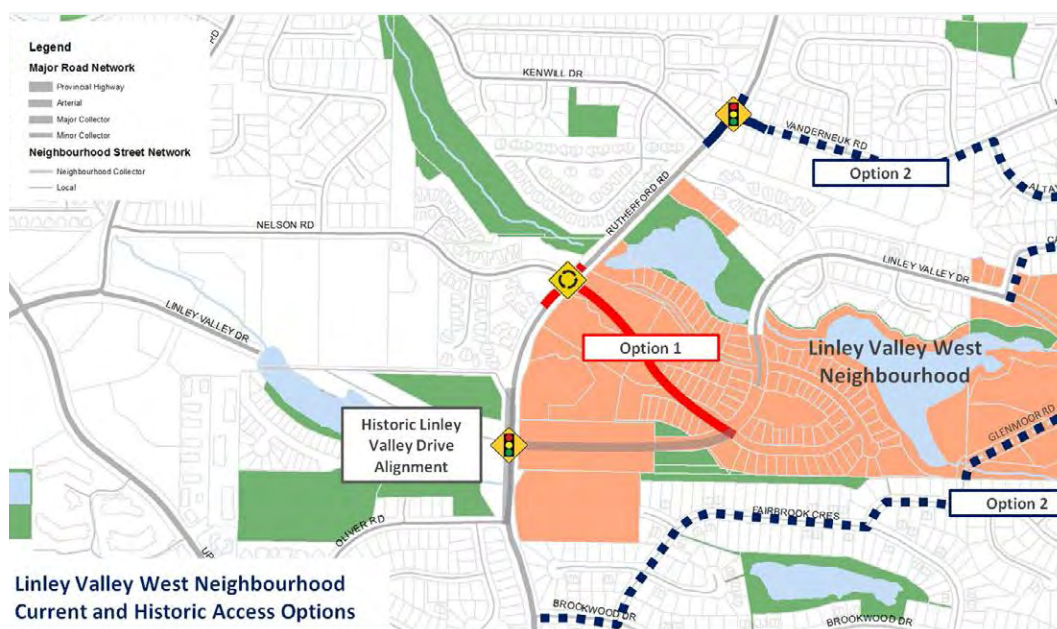 Legend
Major Road Network
Provincial Highway
Arterial
Major Collector
Minor Collector
Neighbourhood Street Network
Neighbourhood Collector
Local
RD
KENWILL DR
VANDERNEUK RD
Option 2
ALTA
RUTHERFORD RD
NELSON RD
LINLEY VALLEY DR
LINLEY VALLEY DR
Option 1
Linley Valley West
Neighbourhood
Historic Linley
Valley Drive
Alignment
GLENMOOR RD
Option 2
OLIVER RD
FAIRBROOK CRES
UP
BROOKWOOD DR
BROOKWOOD DR
Linley Valley West Neighbourhood
Current and Historic Access Options